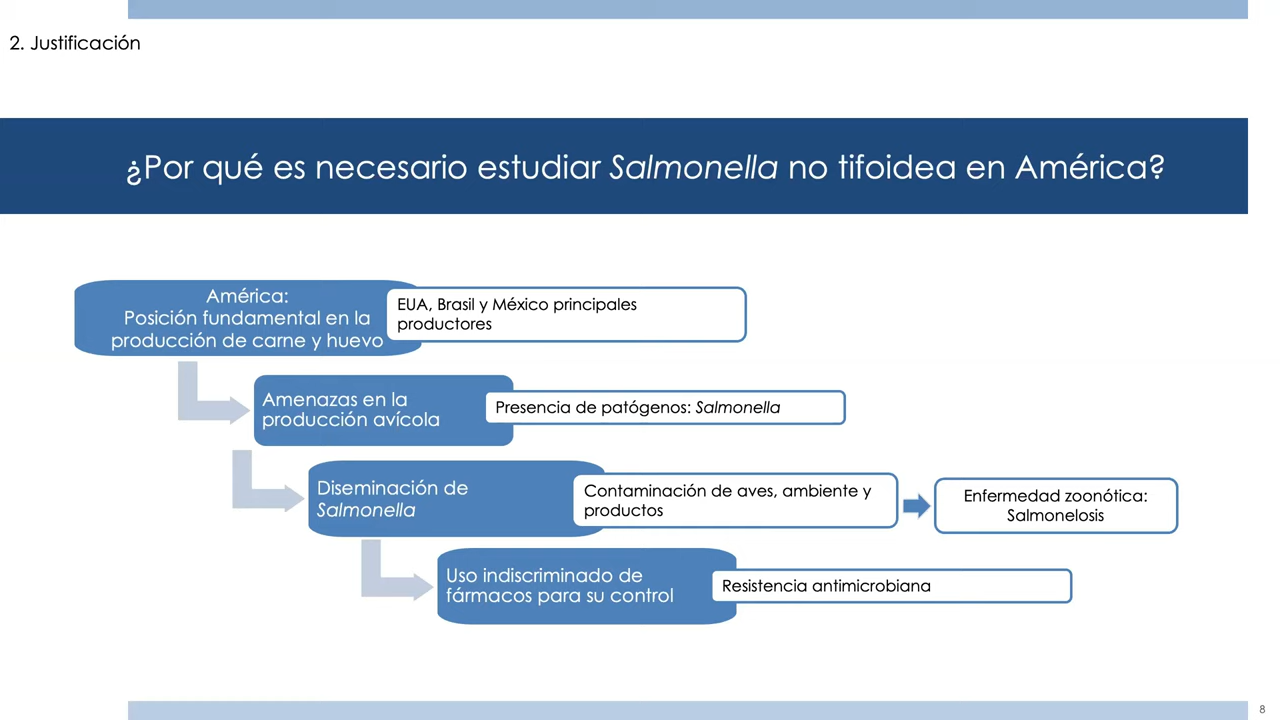 2. Justificación
¿Por qué es necesario estudiar Salmonella no tifoidea en América?
América:
Posición fundamental en la
producción de carne y huevo
EUA, Brasil y México principales
productores
Amenazas en la
producción avícola
Presencia de patógenos: Salmonella
Diseminación de
Salmonella
Contaminación de aves, ambiente y
productos
Enfermedad zoonótica:
Salmonelosis
Uso indiscriminado de
fármacos para su control
Resistencia antimicrobiana
8